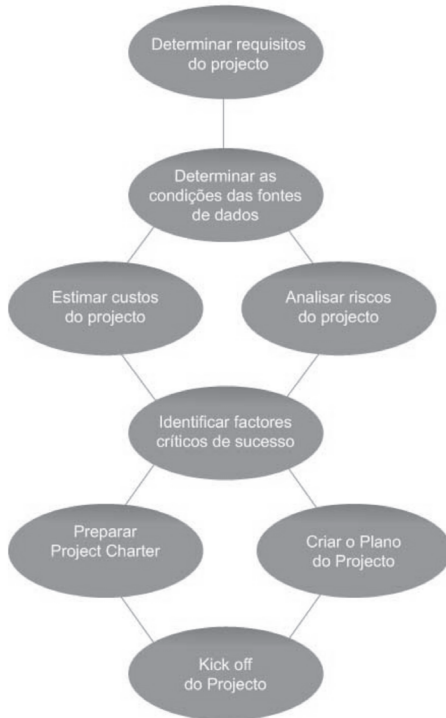 Determinar requisitos
do projecto
Determinar as
condições das fontes
de dados
Estimar custos
do projecto
Analisar riscos
do projecto
Identificar factores
críticos de sucesso
Preparar
Project Charter
Criar o Plano
do Projecto
Kick off
do Projecto